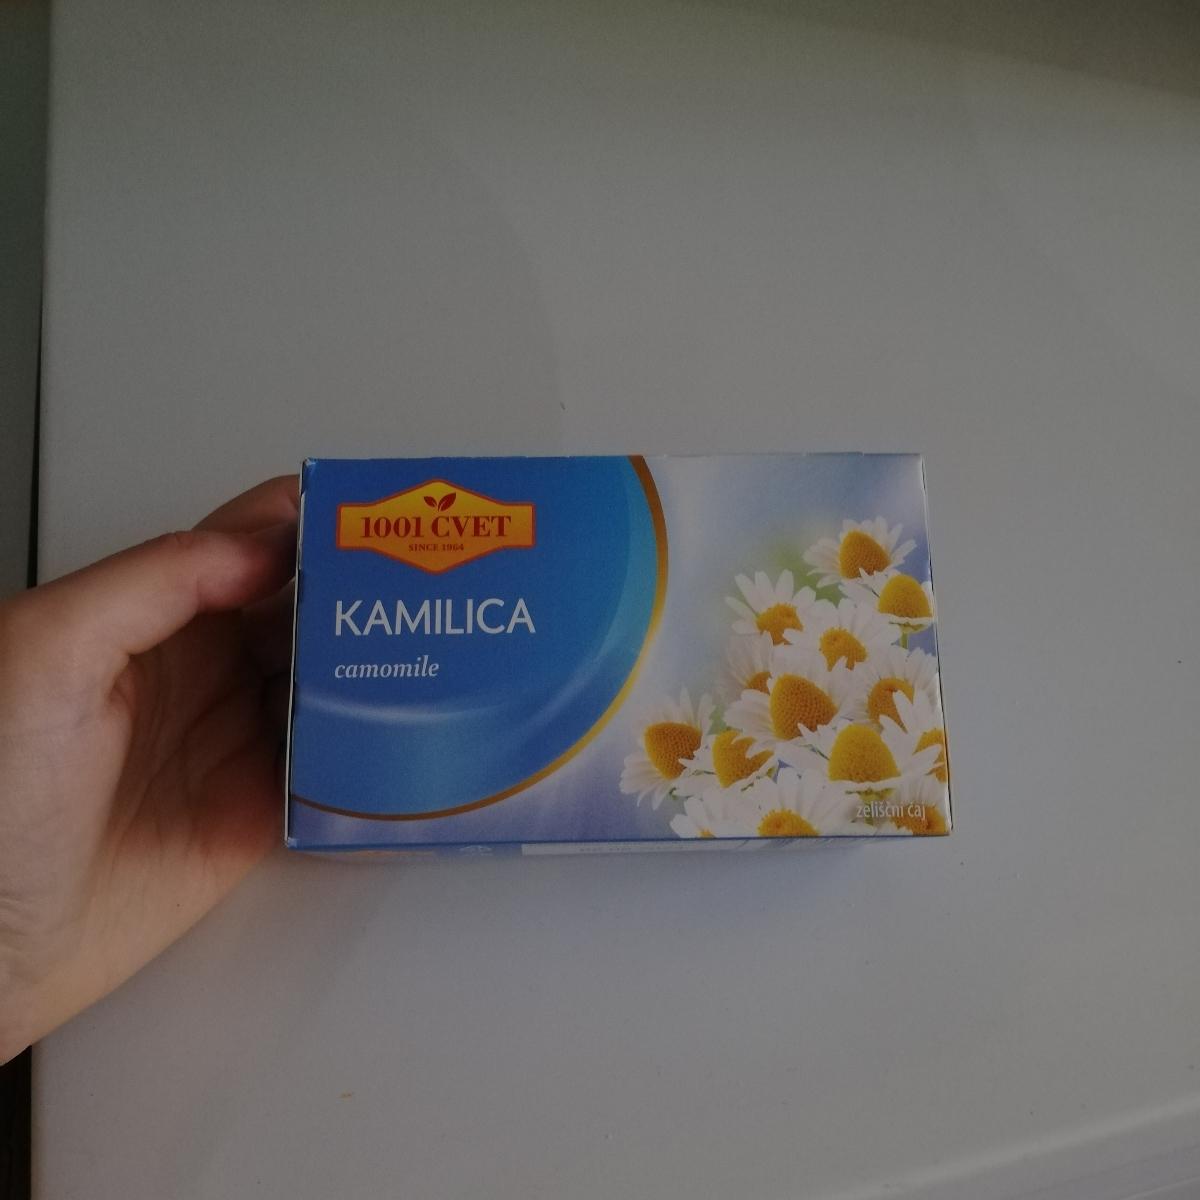 1001 CVET
SINCE 1964
KAMILICA
camomile
zeliščni čaj